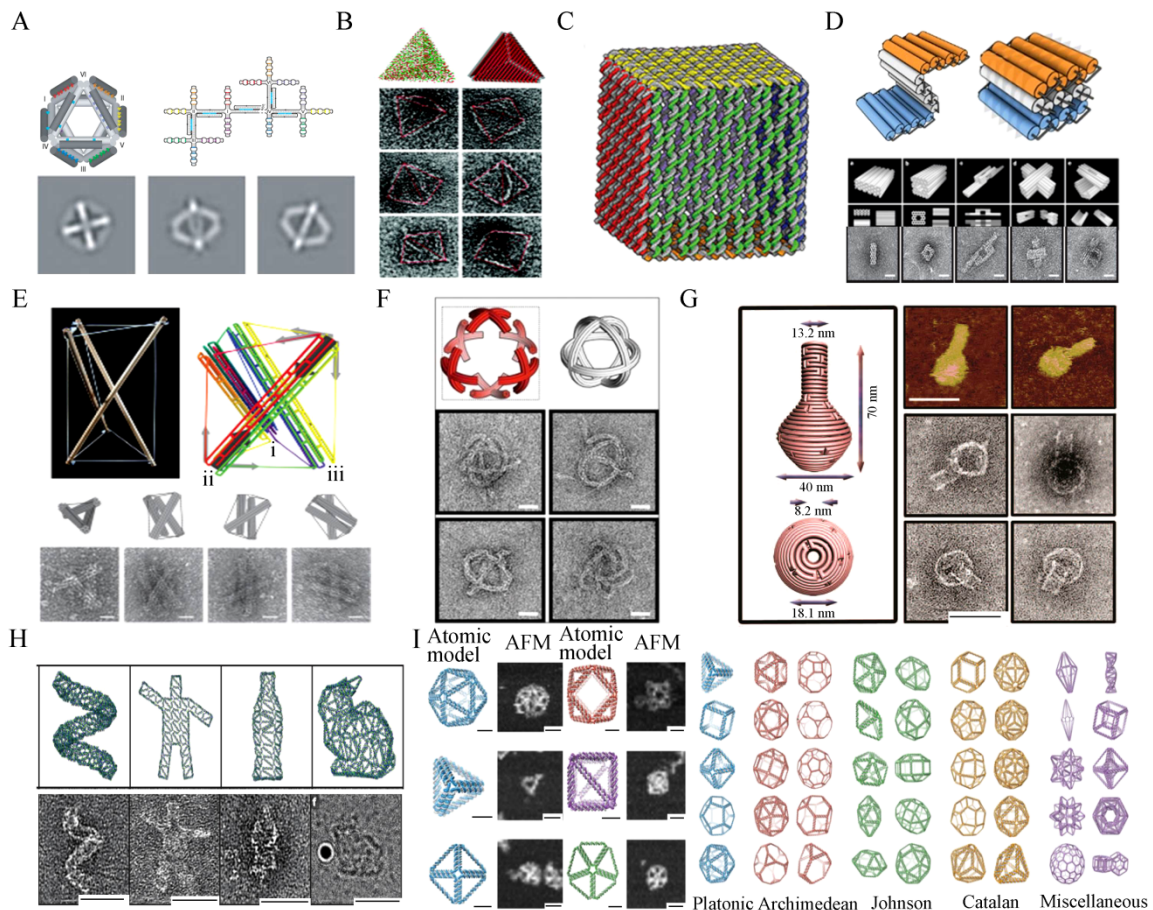 A
VI
I
II
IV
V
III
B
C
D
a
b
c
d
e
E
i
ii
iii
F
G
13.2 nm
70 nm
40 nm
8.2 nm
18.1 nm
H
f
I
Atomic model
AFM
Atomic model
AFM
Platonic Archimedean Johnson Catalan Miscellaneous